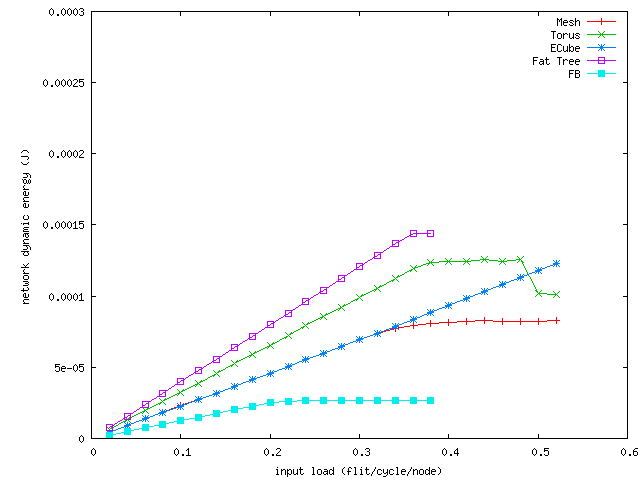 0.0003
0.00025
0.0002
0.00015
0.0001
5e-05
0
network dynamic energy (J)
Mesh
Torus
ECube
Fat Tree
FB
0 0.1 0.2 0.3 0.4 0.5 0.6
input load (flit/cycle/node)